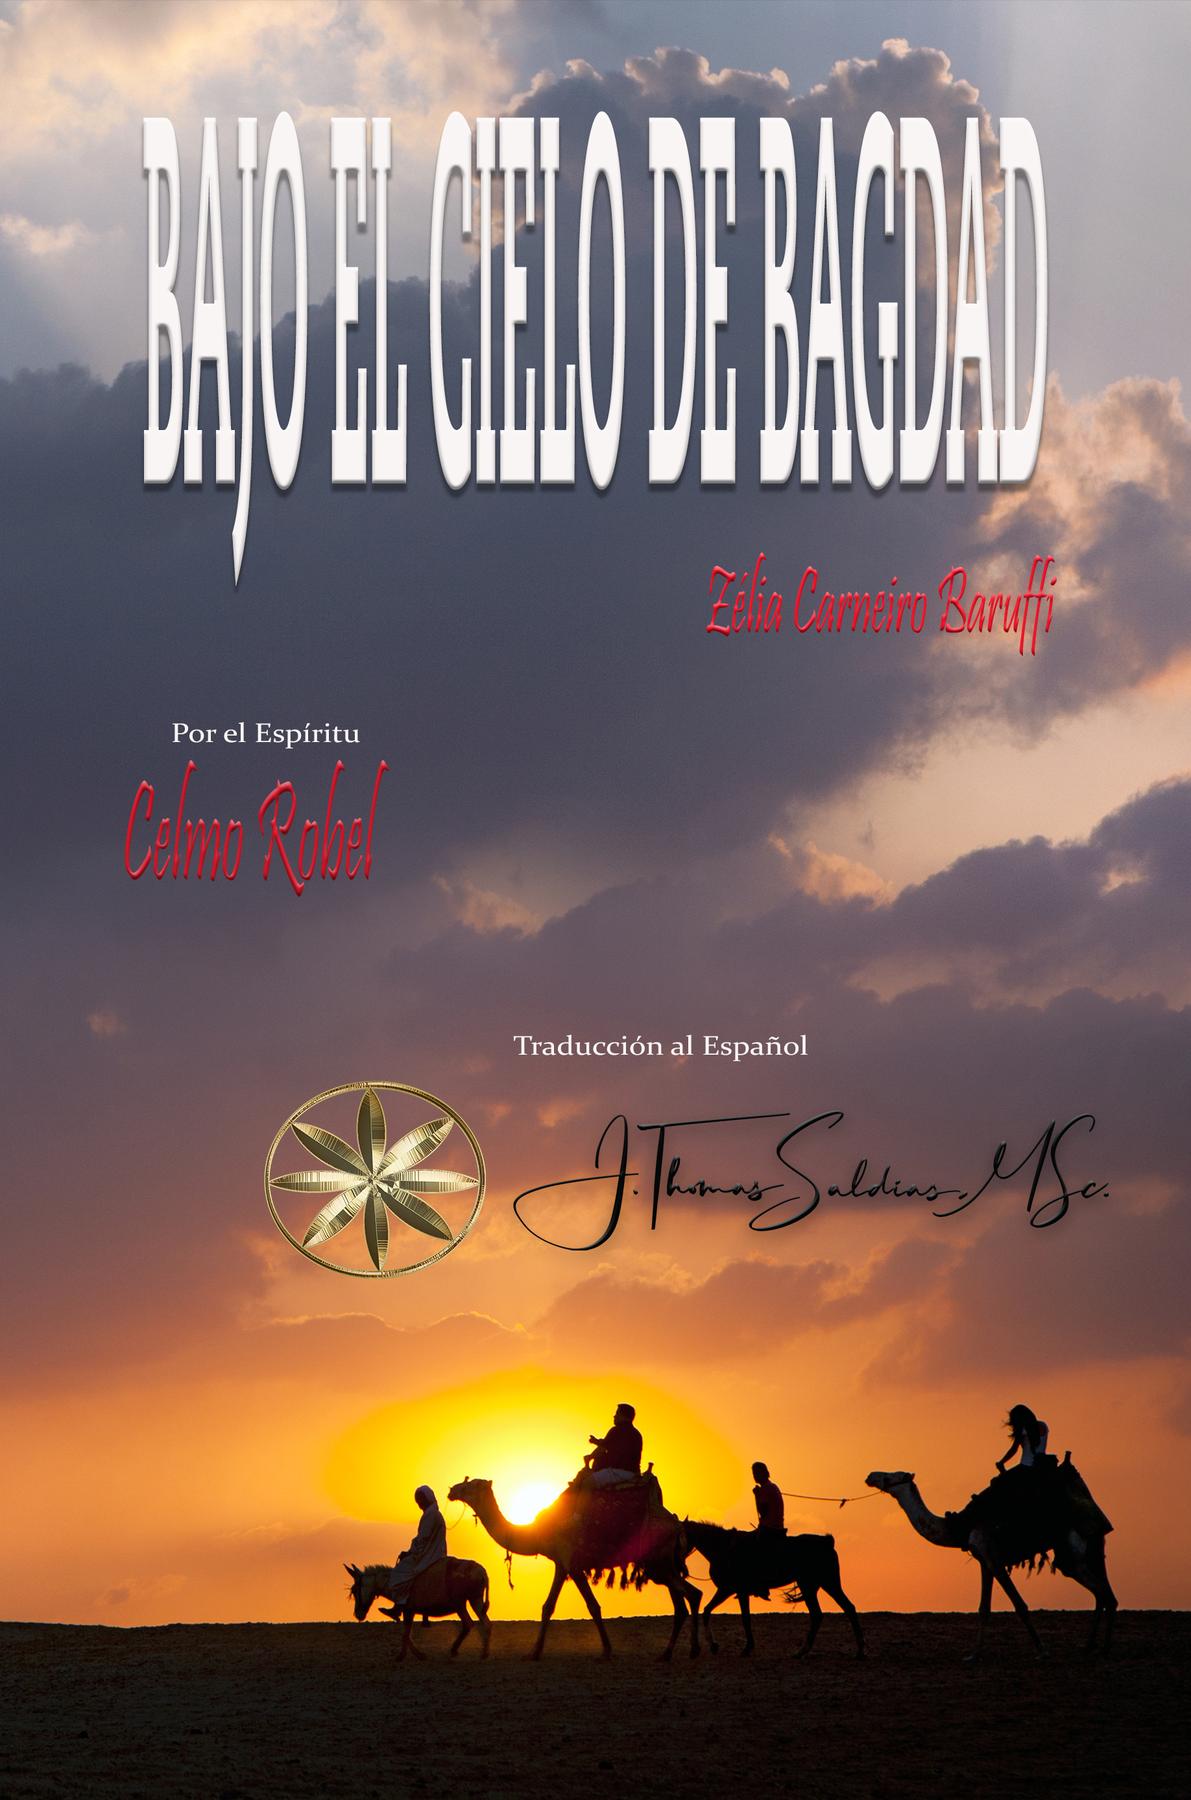 BAJO EL CIELO DE BAGDAD
Zélia Carneiro Baruffi
Por el Espíritu
Celmo Robel
Traducción al Español
J.Thomas Saldias, MSc.